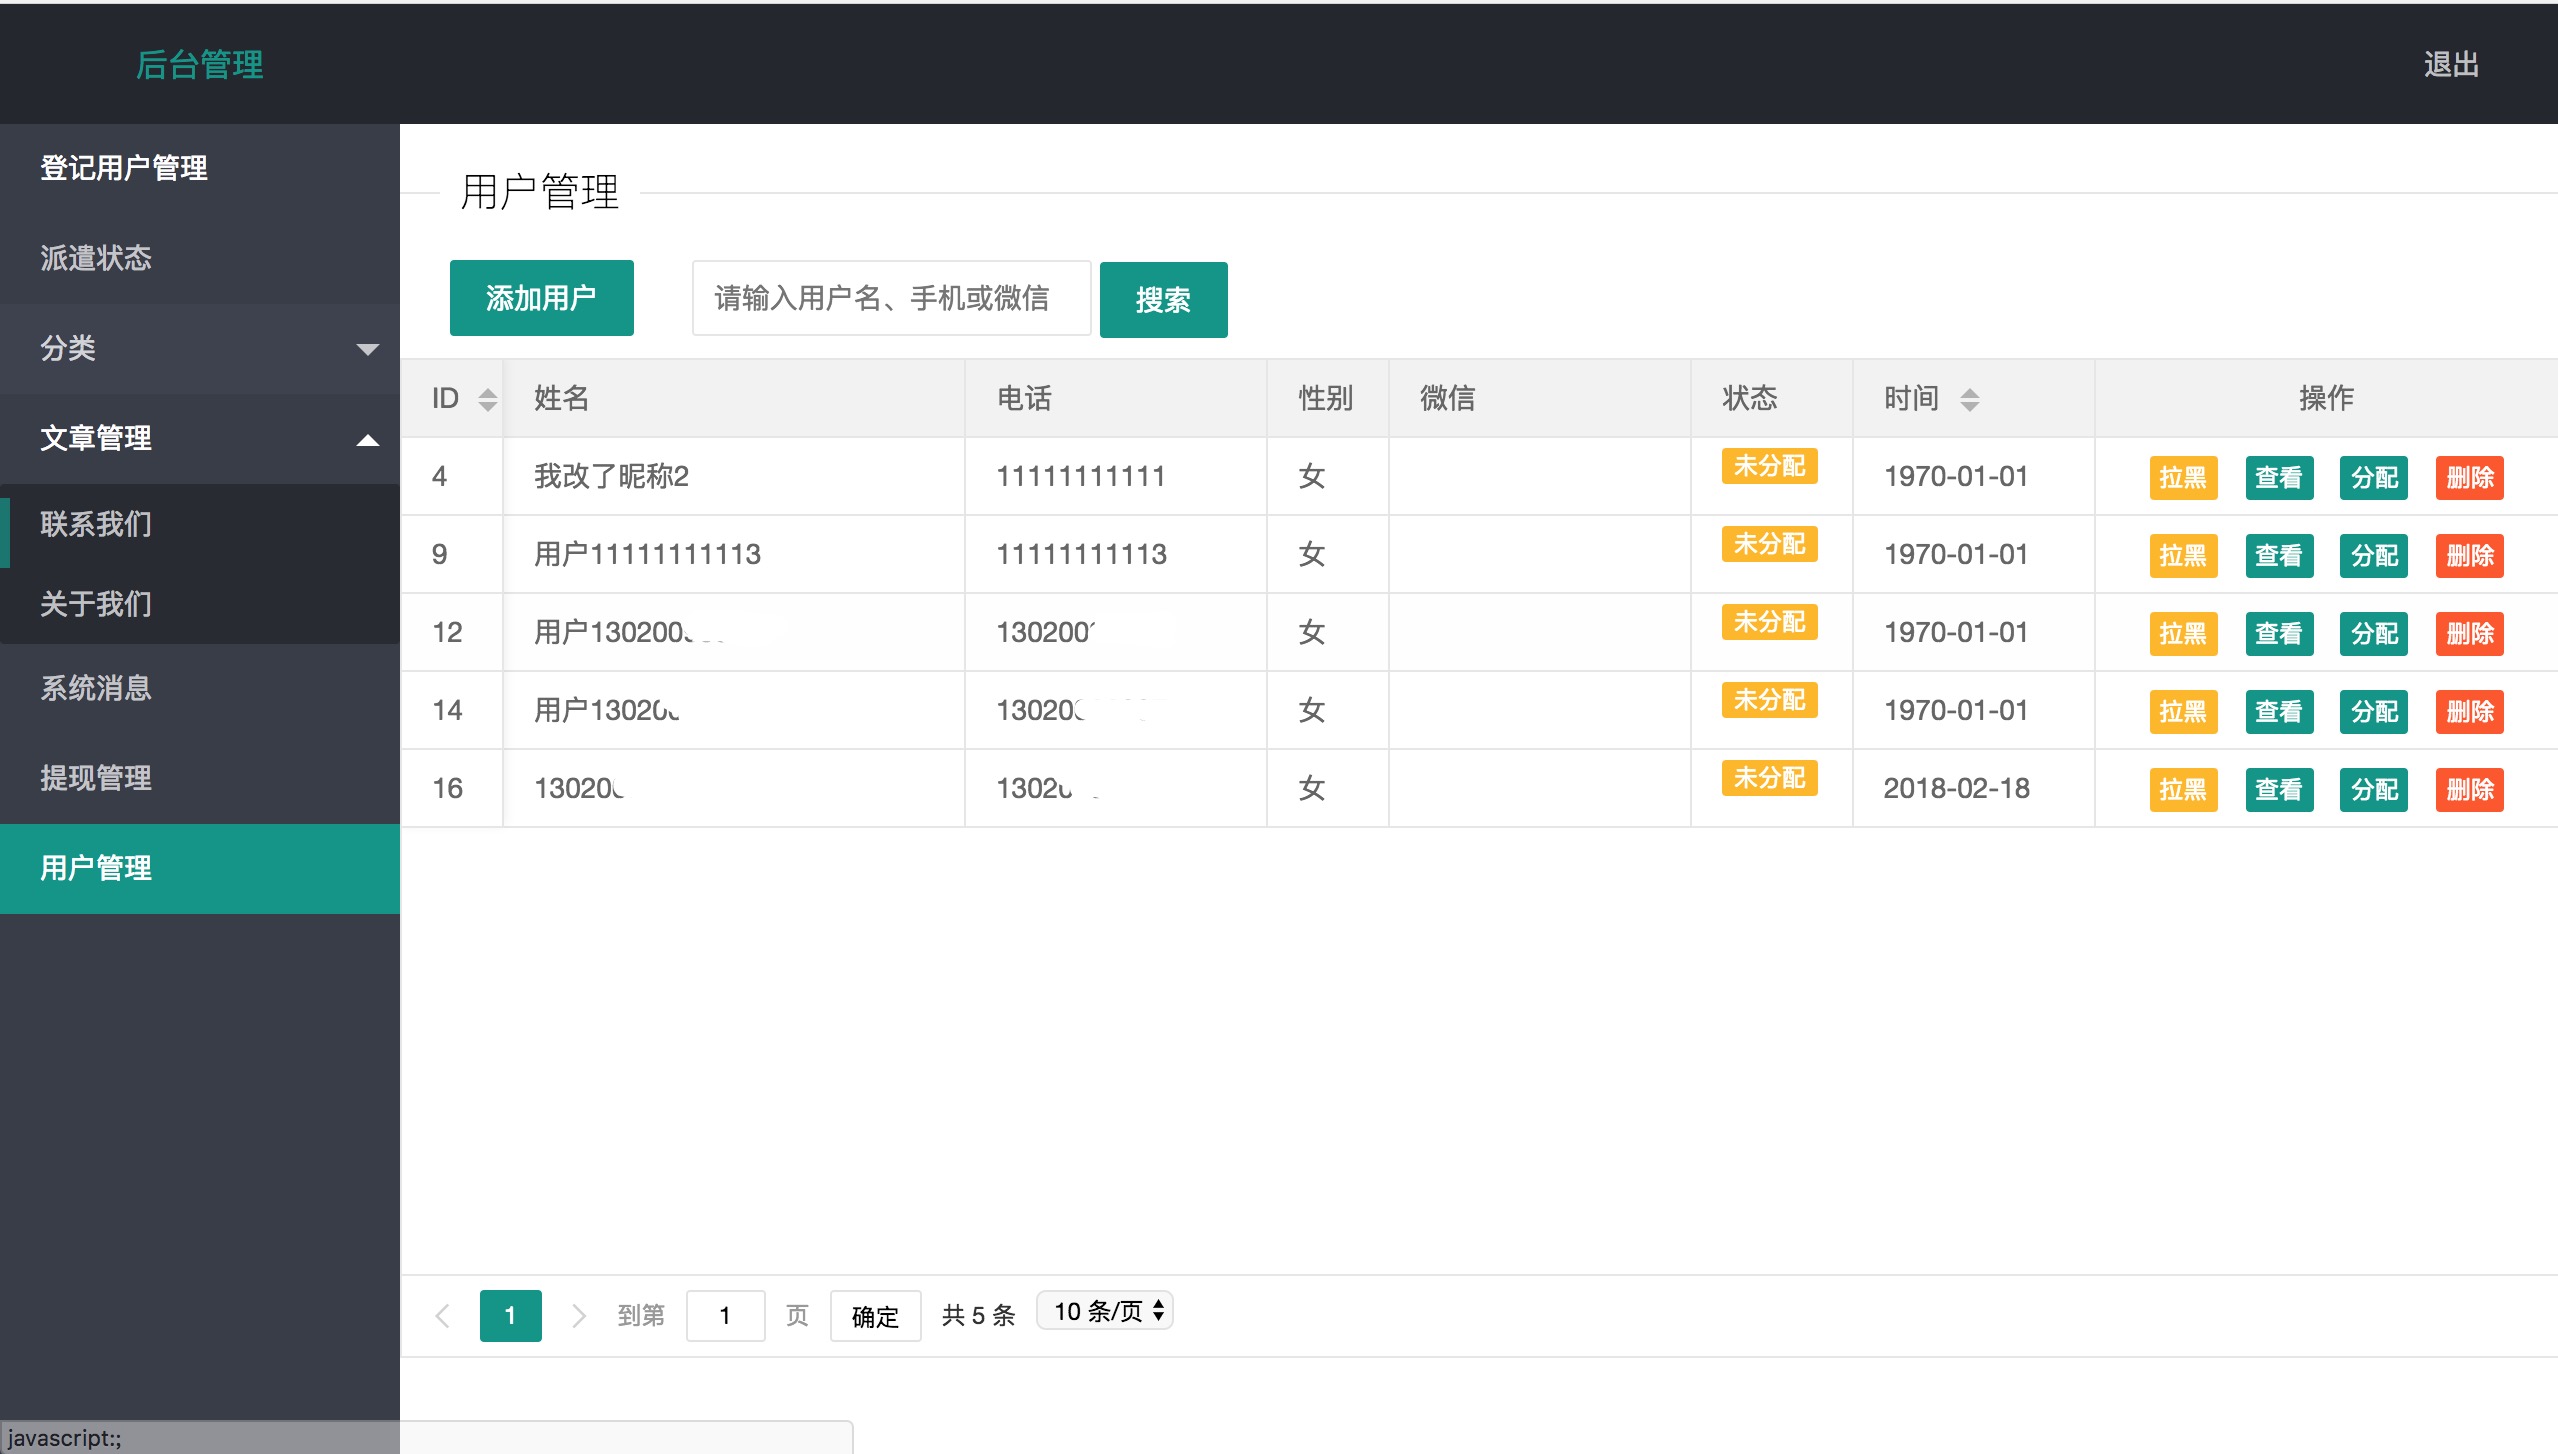 后台管理 退出
登记用户管理
派遣状态
分类
文章管理
联系我们
关于我们
系统消息
提现管理
用户管理
用户管理
添加用户 请输入用户名、手机或微信 搜索
ID 姓名 电话 性别 微信 状态 时间 操作
4 我改了昵称2 11111111111 女 未分配 1970-01-01 拉黑 查看 分配 删除
9 用户11111111113 11111111113 女 未分配 1970-01-01 拉黑 查看 分配 删除
12 用户130200 130200 女 未分配 1970-01-01 拉黑 查看 分配 删除
14 用户13020 13020 女 未分配 1970-01-01 拉黑 查看 分配 删除
16 13020 1302 女 未分配 2018-02-18 拉黑 查看 分配 删除
1 到第 1 页 确定 共 5 条 10 条/页
javascript:;